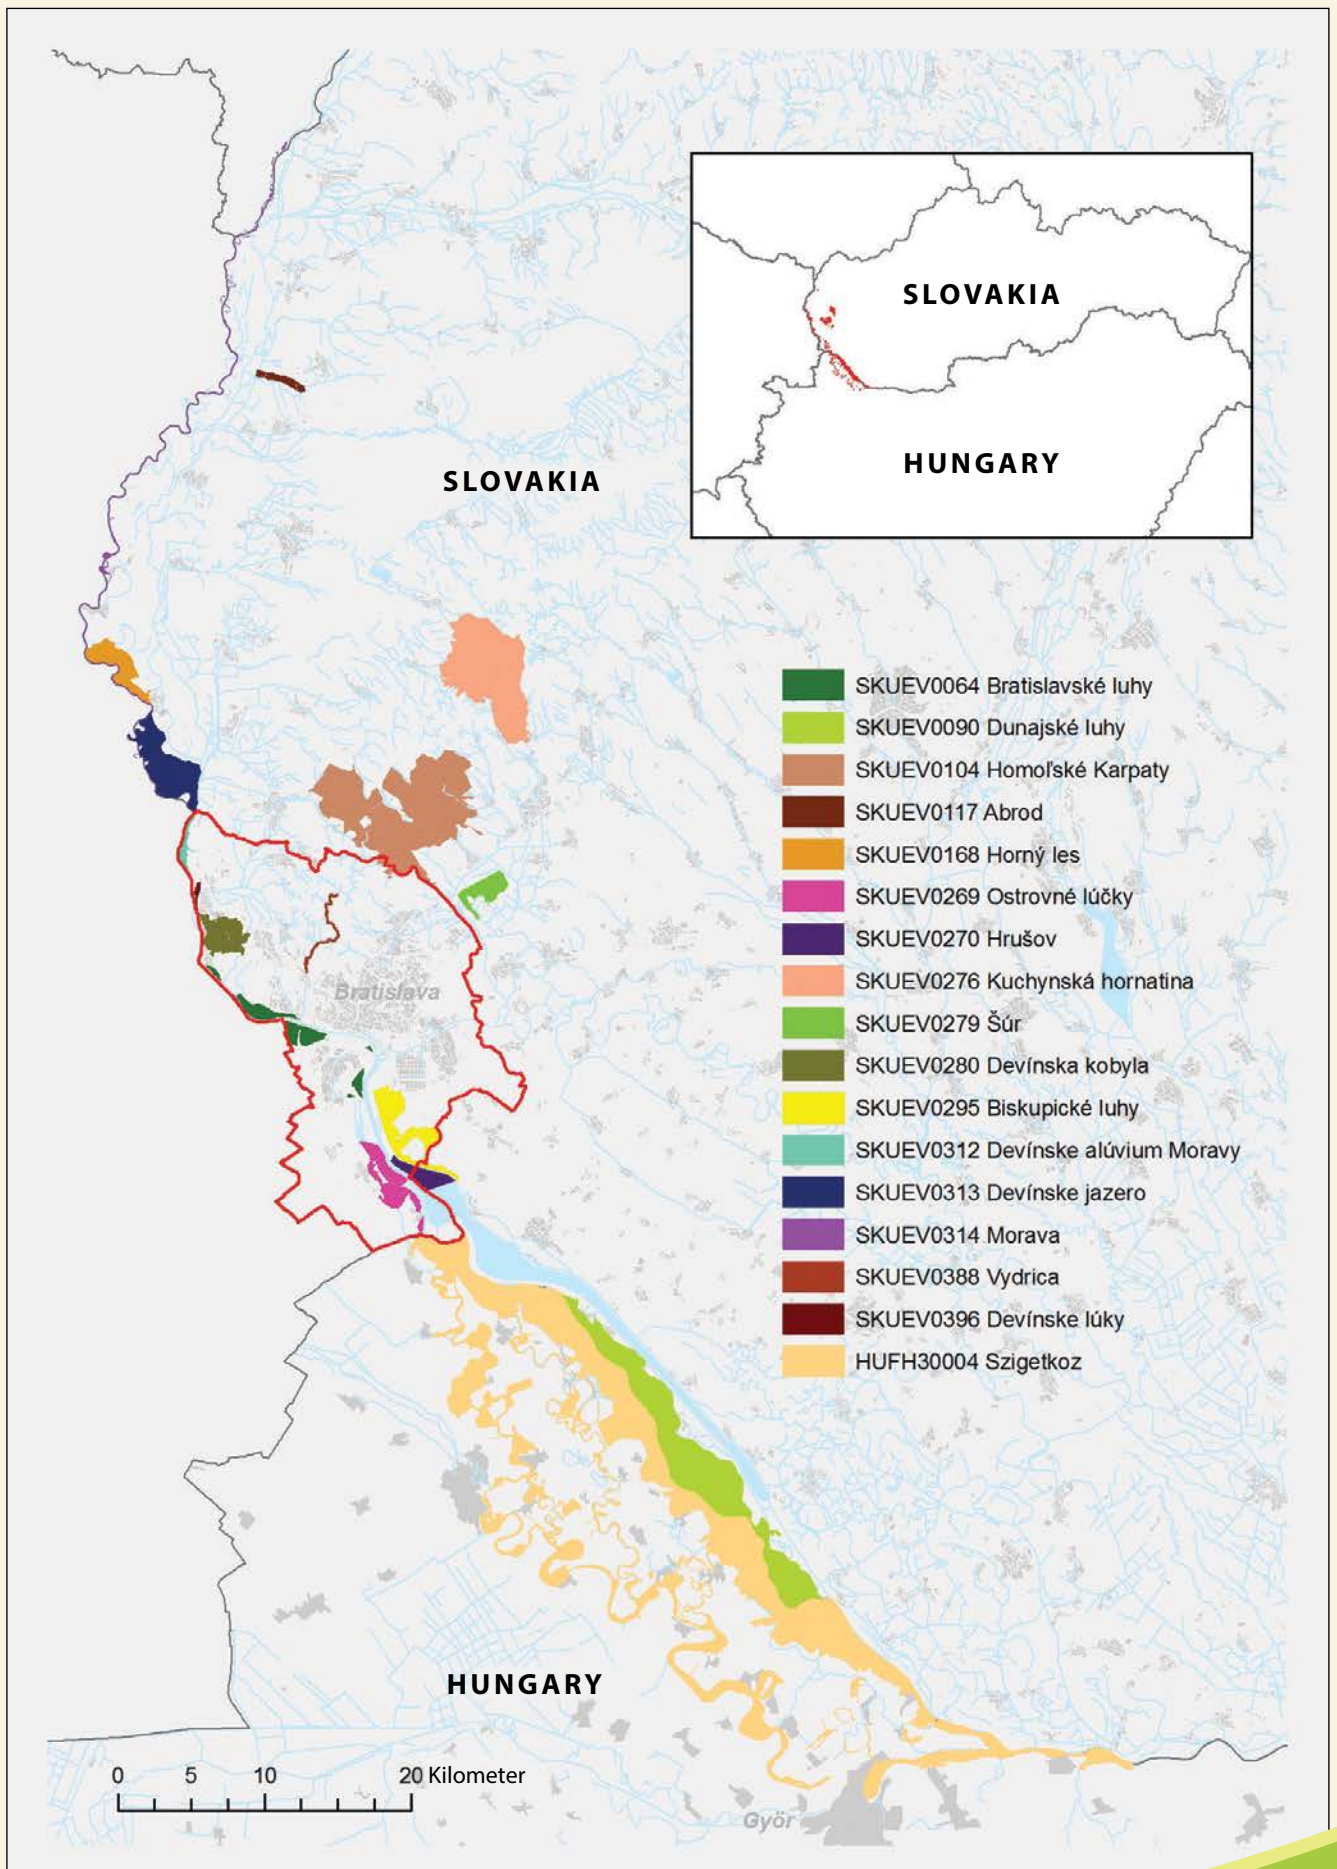 SLOVAKIA
HUNGARY
SLOVAKIA
SKUEV0064 Bratislavské luhy
SKUEV0090 Dunajské luhy
SKUEV0104 Homoľské Karpaty
SKUEV0117 Abrod
SKUEV0168 Horný les
SKUEV0269 Ostrovné lúčky
SKUEV0270 Hrušov
SKUEV0276 Kuchynská hornatina
SKUEV0279 Šúr
SKUEV0280 Devínska kobyla
SKUEV0295 Biskupické luhy
SKUEV0312 Devínske alúvium Moravy
SKUEV0313 Devínske jazero
SKUEV0314 Morava
SKUEV0388 Vydrica
SKUEV0396 Devínske lúky
HUFH30004 Szigetkoz
Bratislava
HUNGARY
0 5 10 20 Kilometer
Györ